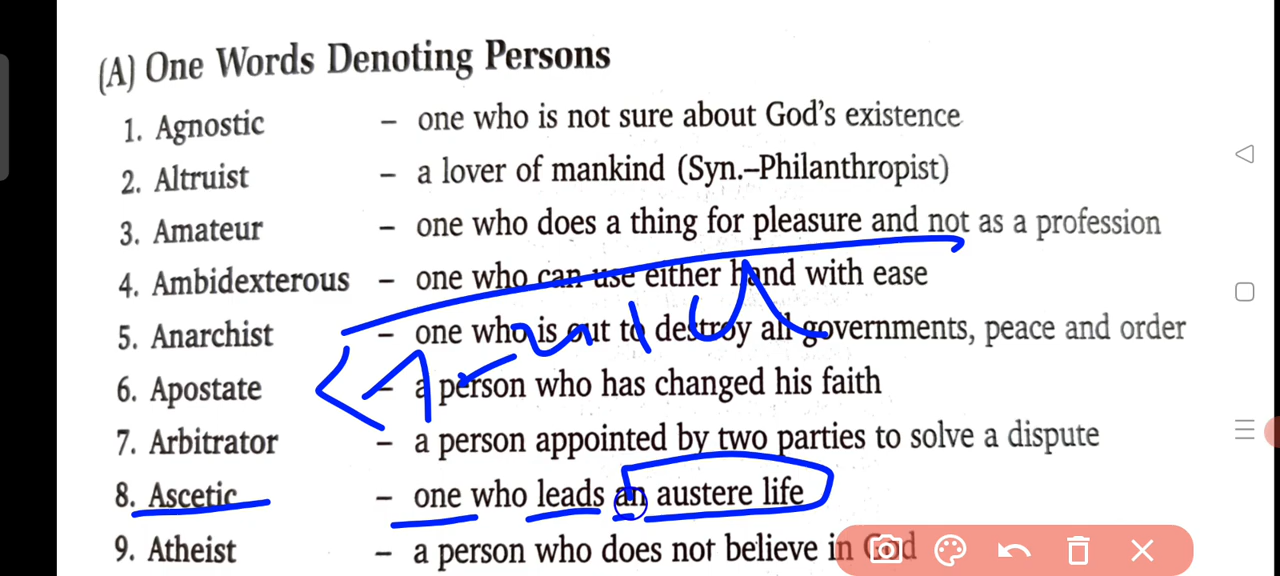 (A) One Words Denoting Persons
1. Agnostic – one who is not sure about God's existence
2. Altruist – a lover of mankind (Syn.–Philanthropist)
3. Amateur – one who does a thing for pleasure and not as a profession
4. Ambidexterous – one who can use either hand with ease
5. Anarchist – one who is out to destroy all governments, peace and order
6. Apostate – a person who has changed his faith
7. Arbitrator – a person appointed by two parties to solve a dispute
8. Ascetic – one who leads an austere life
9. Atheist – a person who does not believe in God